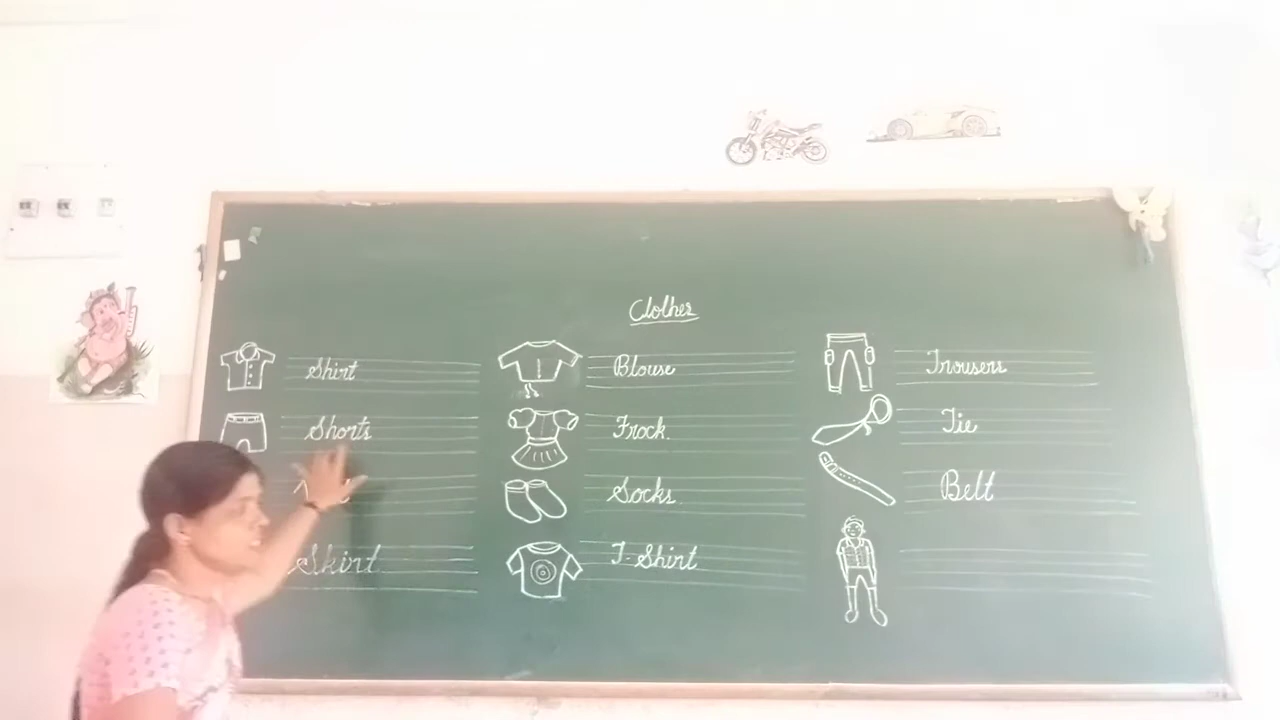 Clothes
Shirt
Shorts
Skirt
Blouse
Frock
Socks
T-Shirt
Trousers
Tie
Belt